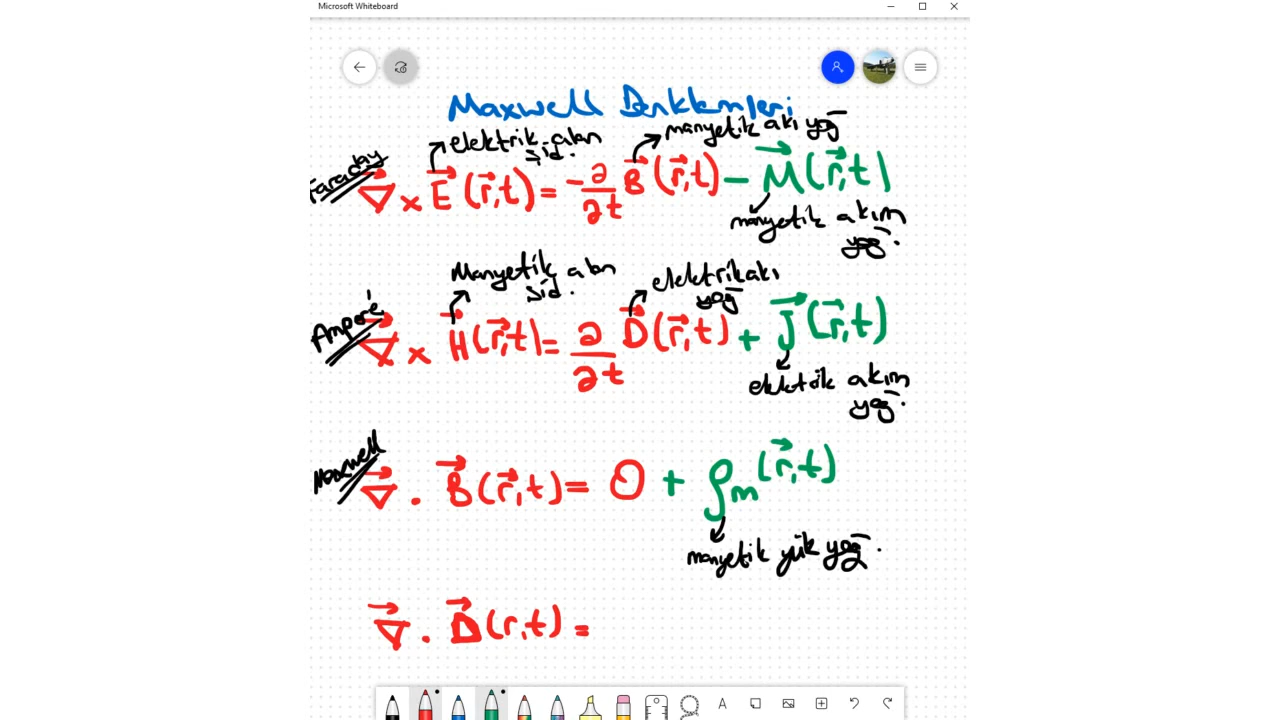 Microsoft Whiteboard
Maxwell Denklemleri
elektrik alan şid.
manyetik akı yoğ
Faraday
∇⃗ × E⃗ (r⃗,t) = -∂/∂t B⃗ (r⃗,t) - M⃗ (r⃗,t)
manyetik akım yoğ.
Manyetik alan şid.
elektrik akı yoğ
Ampere
∇⃗ × H⃗ (r⃗,t) = ∂/∂t D⃗ (r⃗,t) + J⃗ (r⃗,t)
elektrik akım yoğ.
Maxwell
∇⃗ . B⃗ (r⃗,t) = 0 + ρm (r⃗,t)
manyetik yük yoğ.
∇⃗ . D⃗ (r,t) =
A